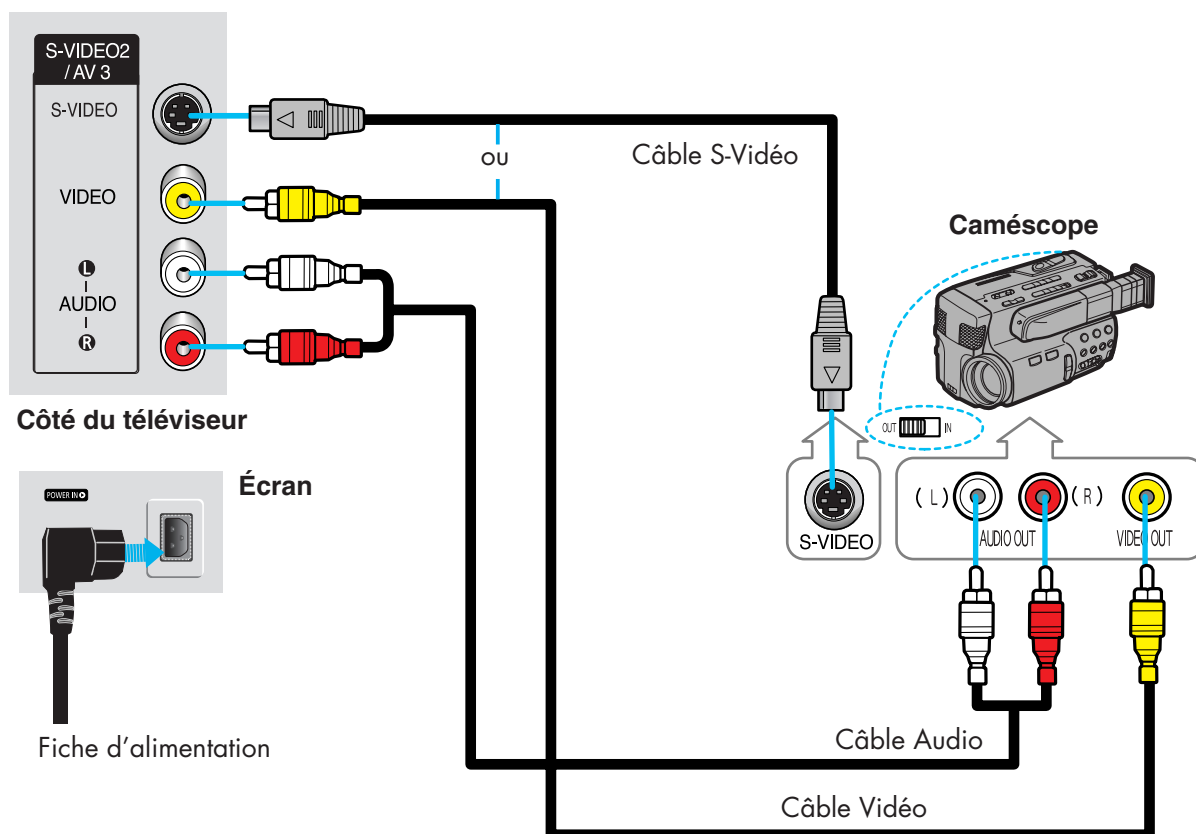 S-VIDEO2
/ AV 3
S-VIDEO
VIDEO
L
AUDIO
R
ou
Câble S-Vidéo
Caméscope
Côté du téléviseur
OUT
IN
POWER IN
Écran
( L )
( R )
AUDIO OUT
VIDEO OUT
S-VIDEO
Fiche d’alimentation
Câble Audio
Câble Vidéo